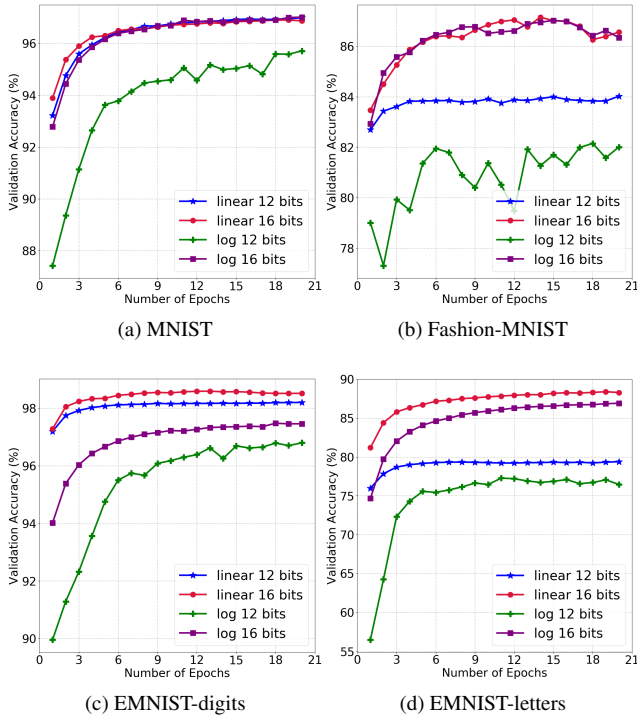 96
94
92
90
88
0 3 6 9 12 15 18 21
Validation Accuracy (%)
Number of Epochs
linear 12 bits
linear 16 bits
log 12 bits
log 16 bits
(a) MNIST
86
84
82
80
78
0 3 6 9 12 15 18 21
Validation Accuracy (%)
Number of Epochs
linear 12 bits
linear 16 bits
log 12 bits
log 16 bits
(b) Fashion-MNIST
98
96
94
92
90
0 3 6 9 12 15 18 21
Validation Accuracy (%)
Number of Epochs
linear 12 bits
linear 16 bits
log 12 bits
log 16 bits
(c) EMNIST-digits
90
85
80
75
70
65
60
55
0 3 6 9 12 15 18 21
Validation Accuracy (%)
Number of Epochs
linear 12 bits
linear 16 bits
log 12 bits
log 16 bits
(d) EMNIST-letters